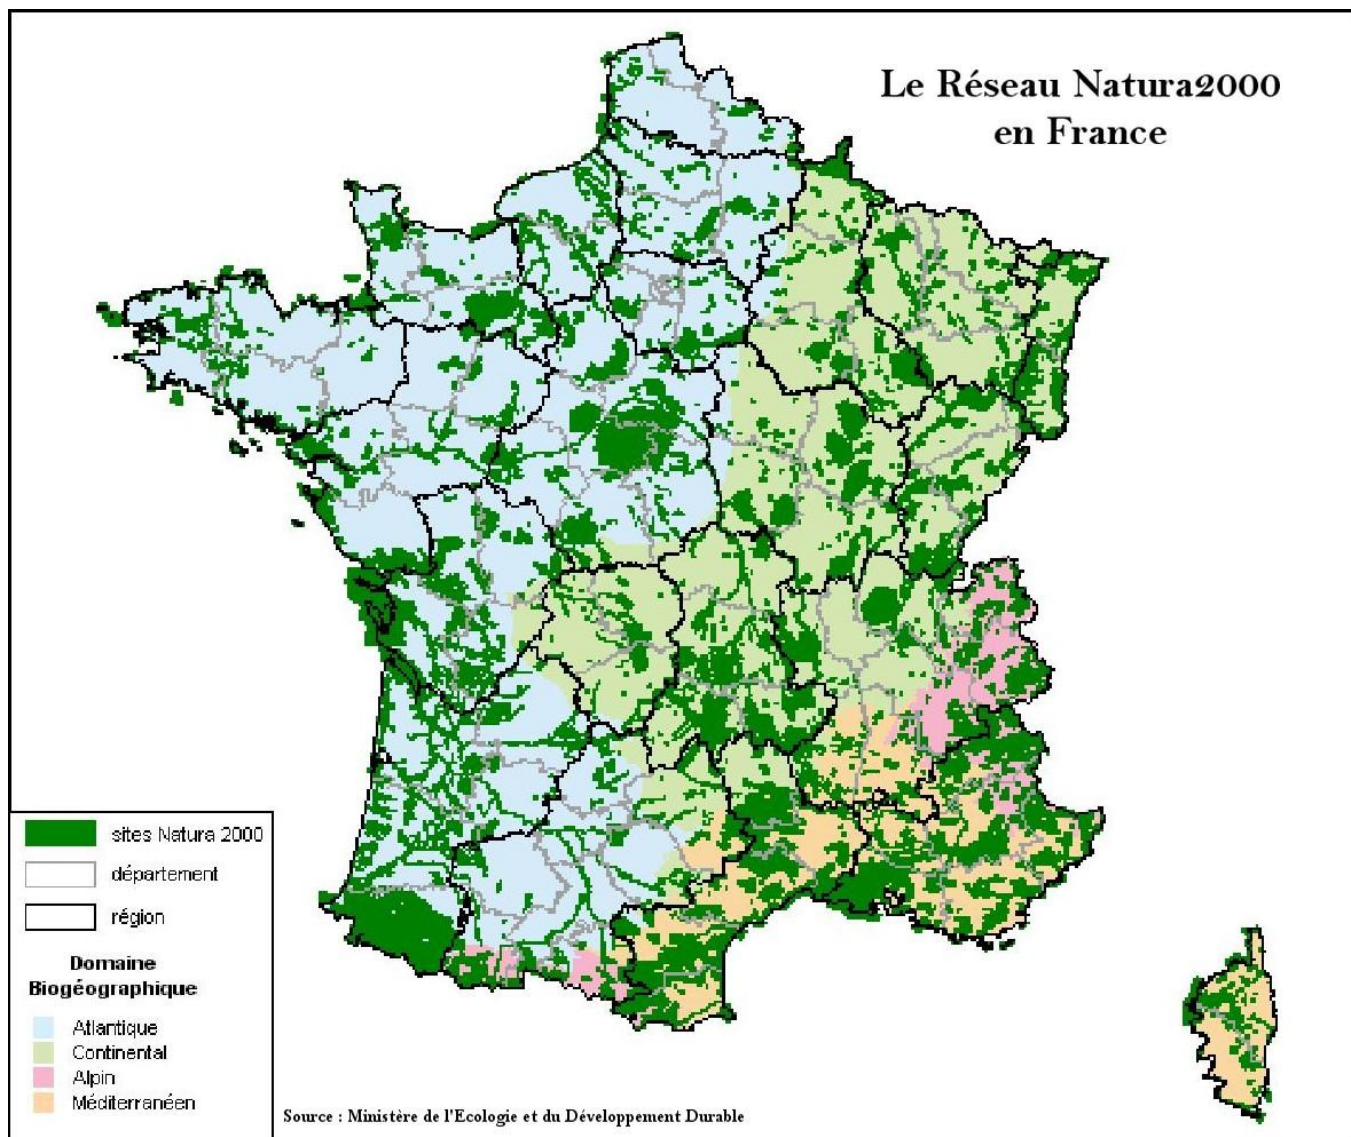 Le Réseau Natura2000
en France
sites Natura 2000
département
région
Domaine
Biogéographique
Atlantique
Continental
Alpin
Méditerranéen
Source : Ministère de l'Ecologie et du Développement Durable